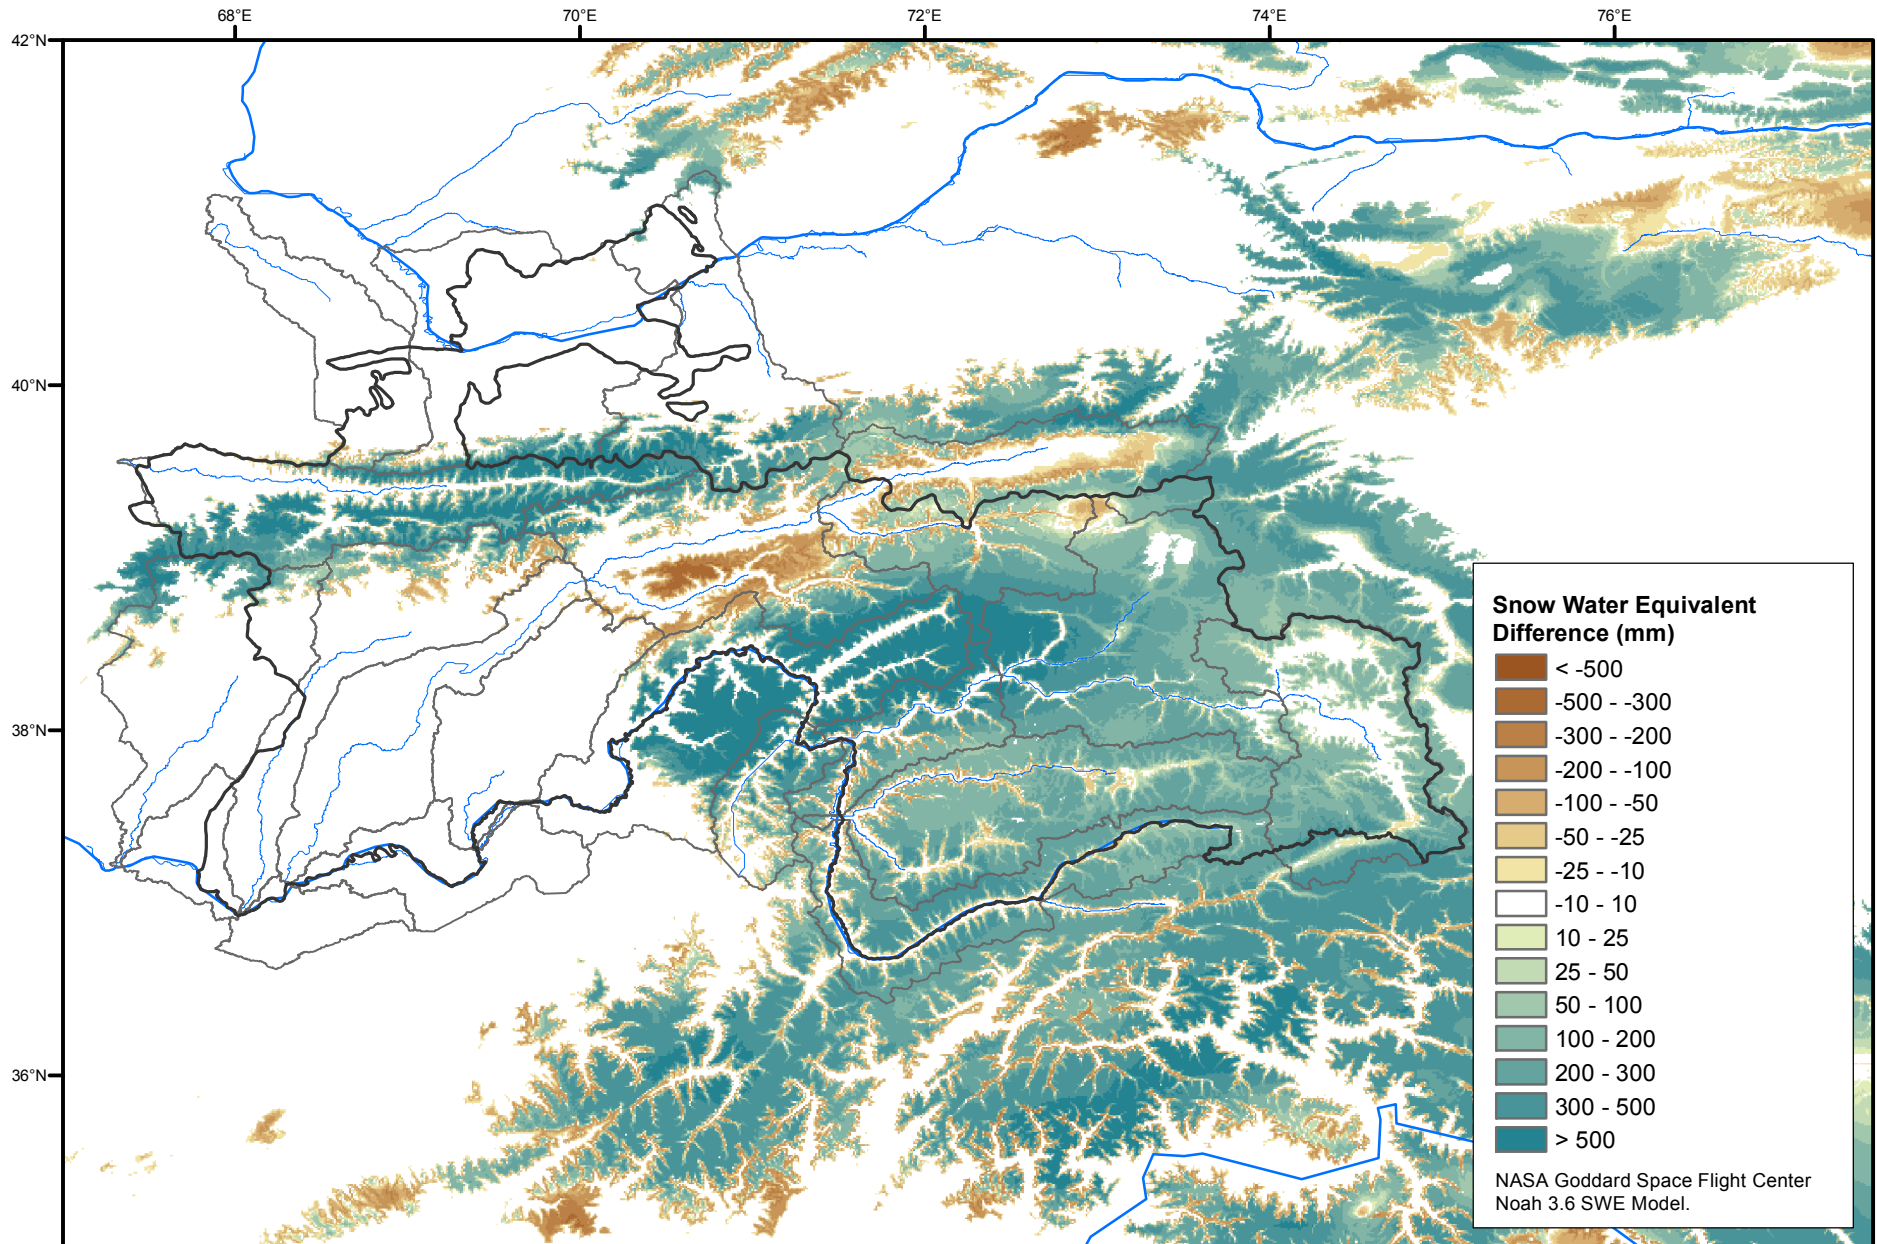 68°E
70°E
72°E
74°E
76°E
42°N
40°N
38°N
36°N
Snow Water Equivalent
Difference (mm)
< -500
-500 - -300
-300 - -200
-200 - -100
-100 - -50
-50 - -25
-25 - -10
-10 - 10
10 - 25
25 - 50
50 - 100
100 - 200
200 - 300
300 - 500
> 500
NASA Goddard Space Flight Center
Noah 3.6 SWE Model.